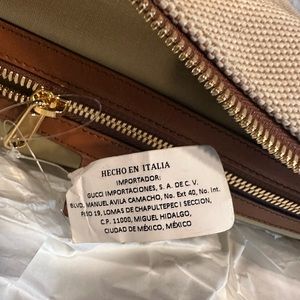 HECHO EN ITALIA
IMPORTADOR:
GUCCI IMPORTACIONES, S. A. DE C. V.
BLVD. MANUEL AVILA CAMACHO, No. Ext 40, No. Int.
PISO 19, LOMAS DE CHAPULTEPEC I SECCION,
C.P. 11000, MIGUEL HIDALGO,
CIUDAD DE MÉXICO, MÉXICO